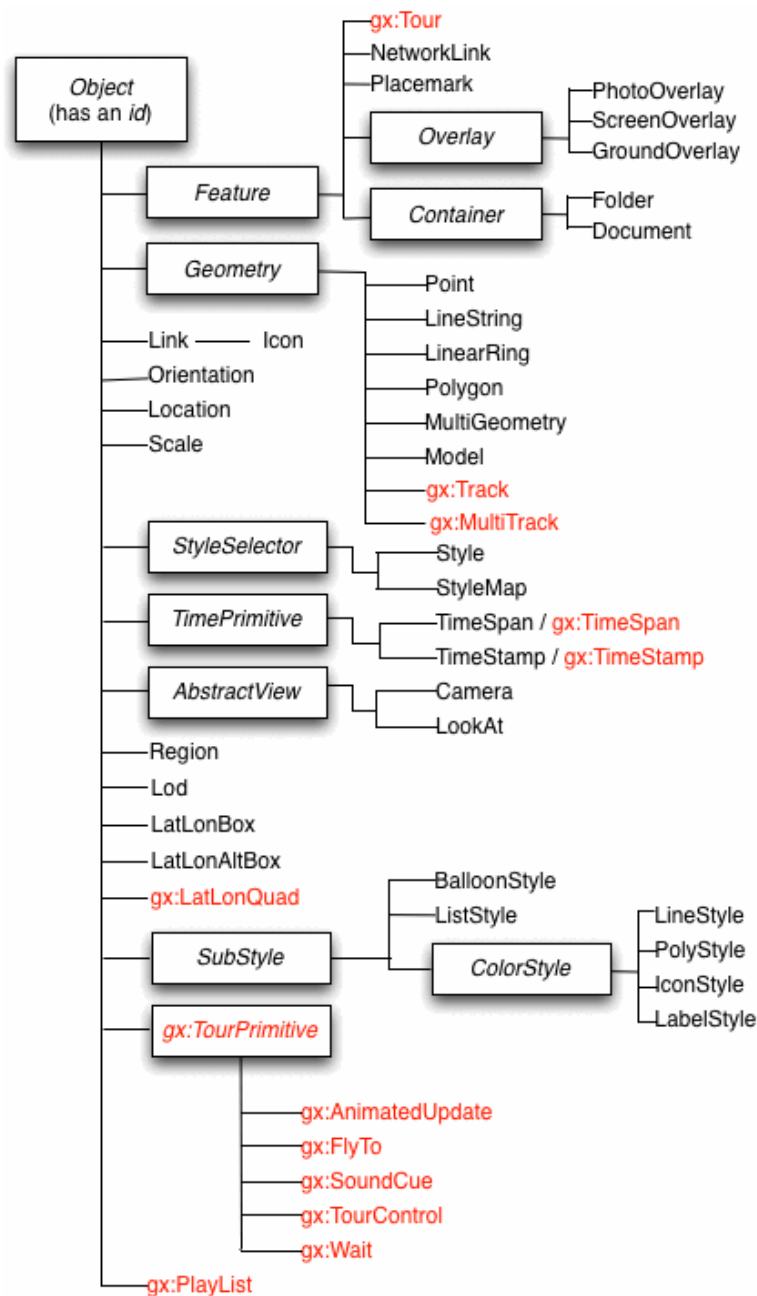 gx:Tour
NetworkLink
Placemark
Object
(has an id)
Overlay
PhotoOverlay
ScreenOverlay
GroundOverlay
Feature
Container
Folder
Document
Geometry
Point
LineString
LinearRing
Polygon
MultiGeometry
Model
gx:Track
gx:MultiTrack
Link
Icon
Orientation
Location
Scale
StyleSelector
Style
StyleMap
TimePrimitive
TimeSpan / gx:TimeSpan
TimeStamp / gx:TimeStamp
AbstractView
Camera
LookAt
Region
Lod
LatLonBox
LatLonAltBox
gx:LatLonQuad
SubStyle
BalloonStyle
ListStyle
ColorStyle
LineStyle
PolyStyle
IconStyle
LabelStyle
gx:TourPrimitive
gx:AnimatedUpdate
gx:FlyTo
gx:SoundCue
gx:TourControl
gx:Wait
gx:PlayList